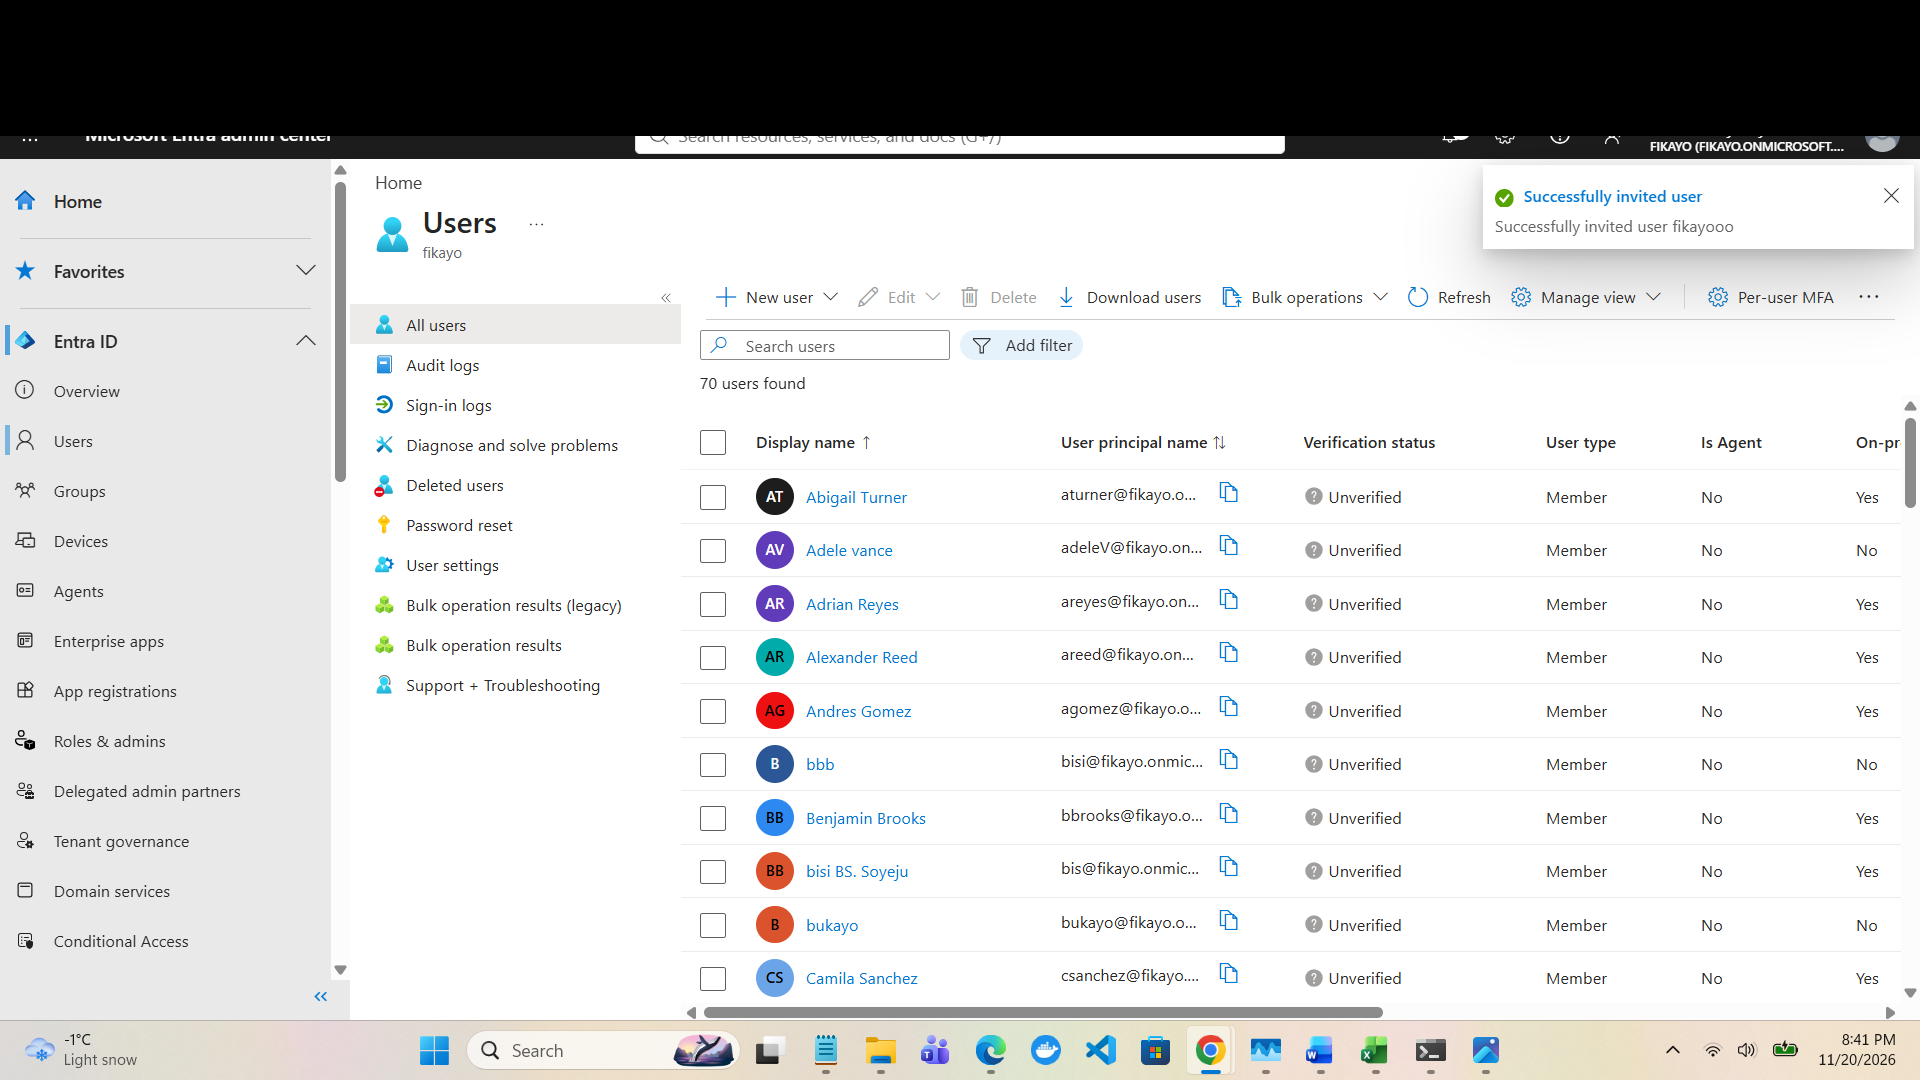 Microsoft Entra admin center
Search resources, services, and docs (G+/)
FIKAYO (FIKAYO.ONMICROSOFT....
Home
Favorites
Entra ID
Overview
Users
Groups
Devices
Agents
Enterprise apps
App registrations
Roles & admins
Delegated admin partners
Tenant governance
Domain services
Conditional Access
Home
Users ...
fikayo
Successfully invited user
Successfully invited user fikayooo
All users
Audit logs
Sign-in logs
Diagnose and solve problems
Deleted users
Password reset
User settings
Bulk operation results (legacy)
Bulk operation results
Support + Troubleshooting
New user Edit Delete Download users Bulk operations Refresh Manage view Per-user MFA ...
Search users Add filter
70 users found
Display name ↑ User principal name ↑↓ Verification status User type Is Agent On-pr
AT Abigail Turner aturner@fikayo.o... Unverified Member No Yes
AV Adele vance adeleV@fikayo.on... Unverified Member No No
AR Adrian Reyes areyes@fikayo.on... Unverified Member No Yes
AR Alexander Reed areed@fikayo.on... Unverified Member No Yes
AG Andres Gomez agomez@fikayo.o... Unverified Member No Yes
B bbb bisi@fikayo.onmic... Unverified Member No No
BB Benjamin Brooks bbrooks@fikayo.o... Unverified Member No Yes
BB bisi BS. Soyeju bis@fikayo.onmic... Unverified Member No Yes
B bukayo bukayo@fikayo.o... Unverified Member No No
CS Camila Sanchez csanchez@fikayo.... Unverified Member No Yes
-1°C
Light snow
Search
8:41 PM
11/20/2026